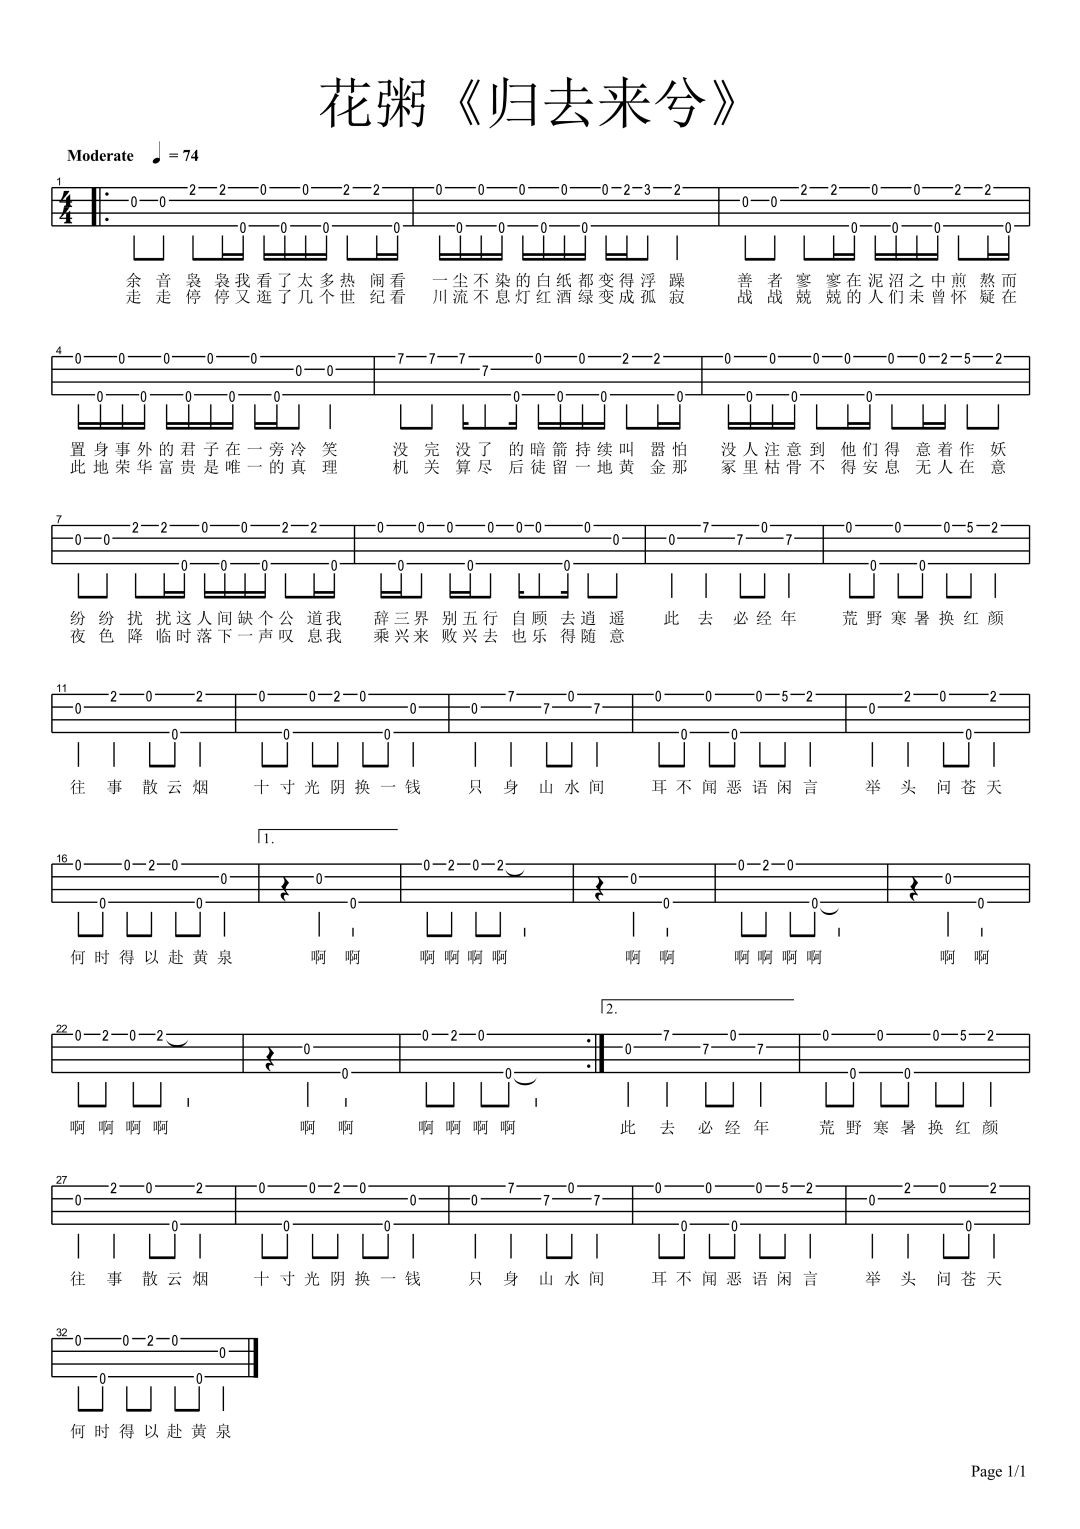 花粥《归去来兮》
Moderate ♩ = 74
1
余音袅袅我看了太多热闹看 一尘不染的白纸都变得浮躁 善者寥寥在泥沼之中煎熬而
走走停停又逛了几个世纪看 川流不息灯红酒绿变成孤寂 战战兢兢的人们未曾怀疑在
4
置身事外的君子在一旁冷笑 没完没了的暗箭持续叫嚣怕 没人注意到他们得意着作妖
此地荣华富贵是唯一的真理 机关算尽后徒留一地黄金那 冢里枯骨不得安息无人在意
7
纷纷扰扰这人间缺个公道我 辞三界别五行自顾去逍遥 此去必经年 荒野寒暑换红颜
夜色降临时落下一声叹息我 乘兴来败兴去也乐得随意
11
往事散云烟 十寸光阴换一钱 只身山水间 耳不闻恶语闲言 举头问苍天
16
1.
何时得以赴黄泉 啊啊 啊啊啊啊 啊啊 啊啊啊啊 啊啊
22
2.
啊啊啊啊 啊啊 啊啊啊啊 此去必经年 荒野寒暑换红颜
27
往事散云烟 十寸光阴换一钱 只身山水间 耳不闻恶语闲言 举头问苍天
32
何时得以赴黄泉
Page 1/1